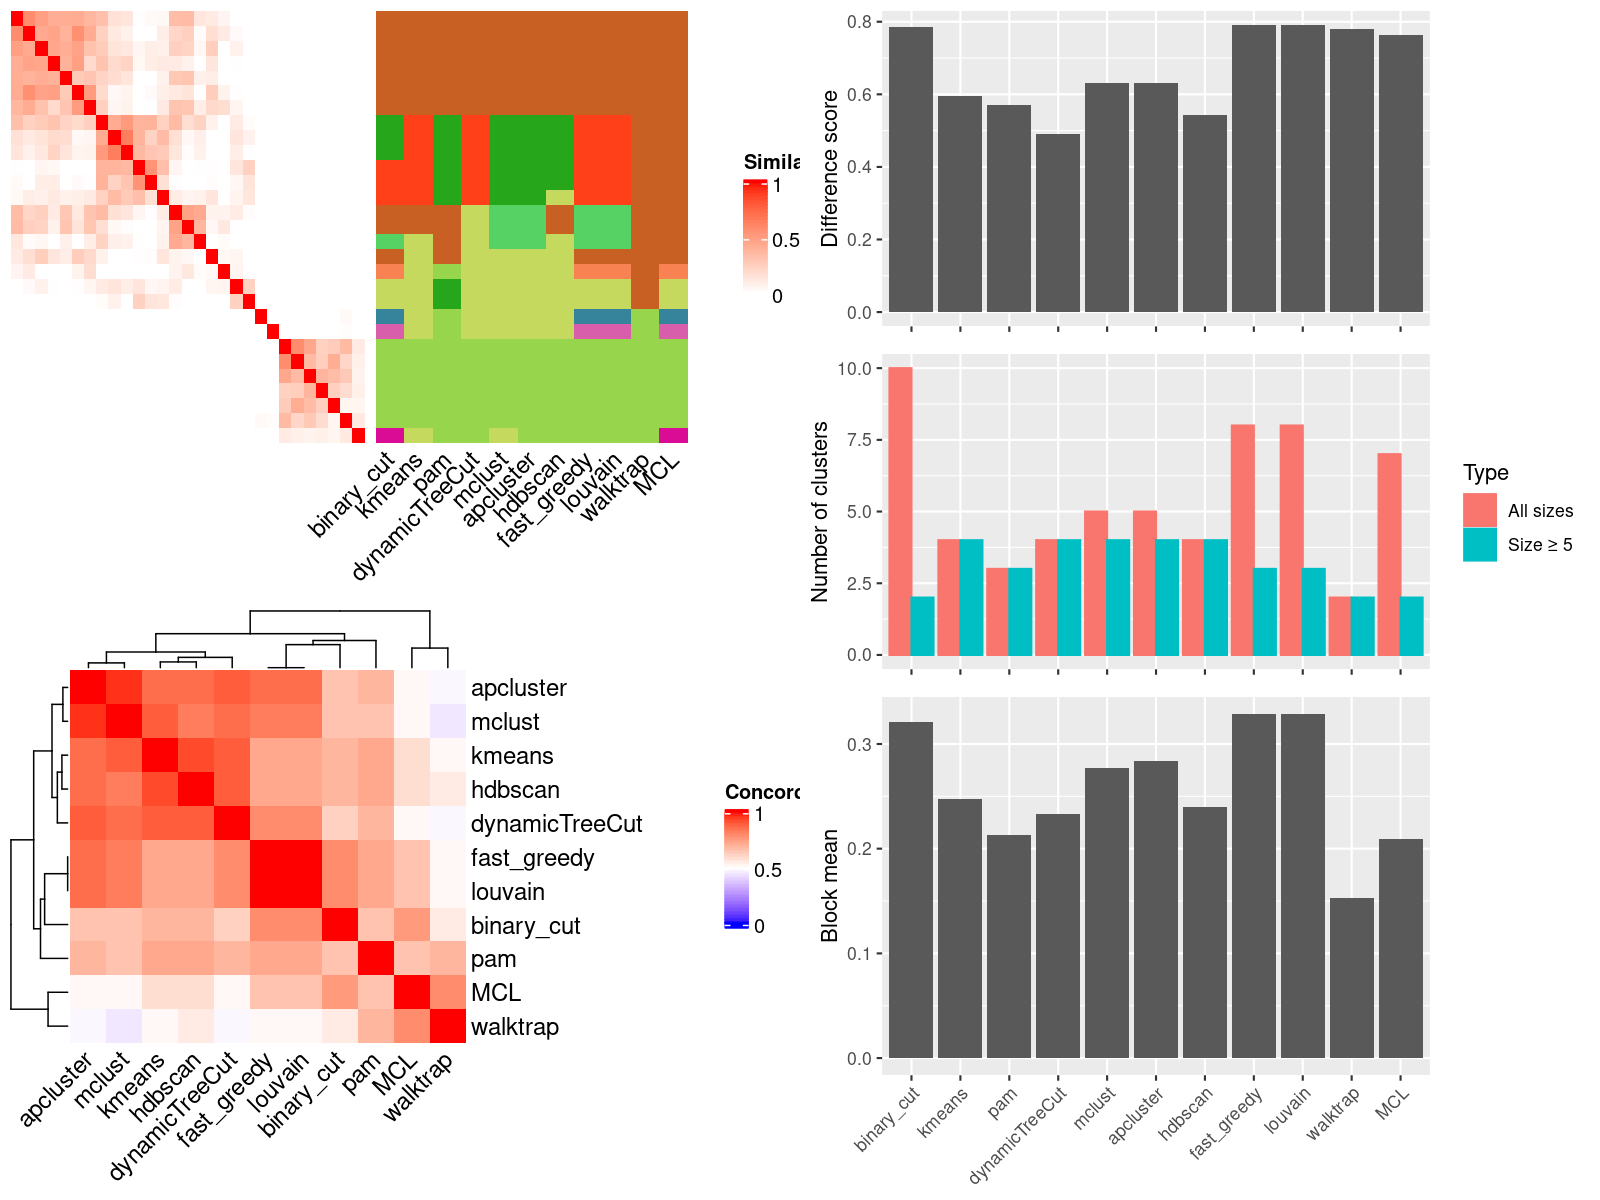 Simila
1
0.5
0
binary_cut
kmeans
pam
dynamicTreeCut
mclust
apcluster
hdbscan
fast_greedy
louvain
walktrap
MCL
apcluster
mclust
kmeans
hdbscan
dynamicTreeCut
fast_greedy
louvain
binary_cut
pam
MCL
walktrap
Concord
1
0.5
0
apcluster
mclust
kmeans
hdbscan
dynamicTreeCut
fast_greedy
louvain
binary_cut
pam
MCL
walktrap
Difference score
0.8
0.6
0.4
0.2
0.0
Number of clusters
10.0
7.5
5.0
2.5
0.0
Type
All sizes
Size ≥ 5
Block mean
0.3
0.2
0.1
0.0
binary_cut
kmeans
pam
dynamicTreeCut
mclust
apcluster
hdbscan
fast_greedy
louvain
walktrap
MCL